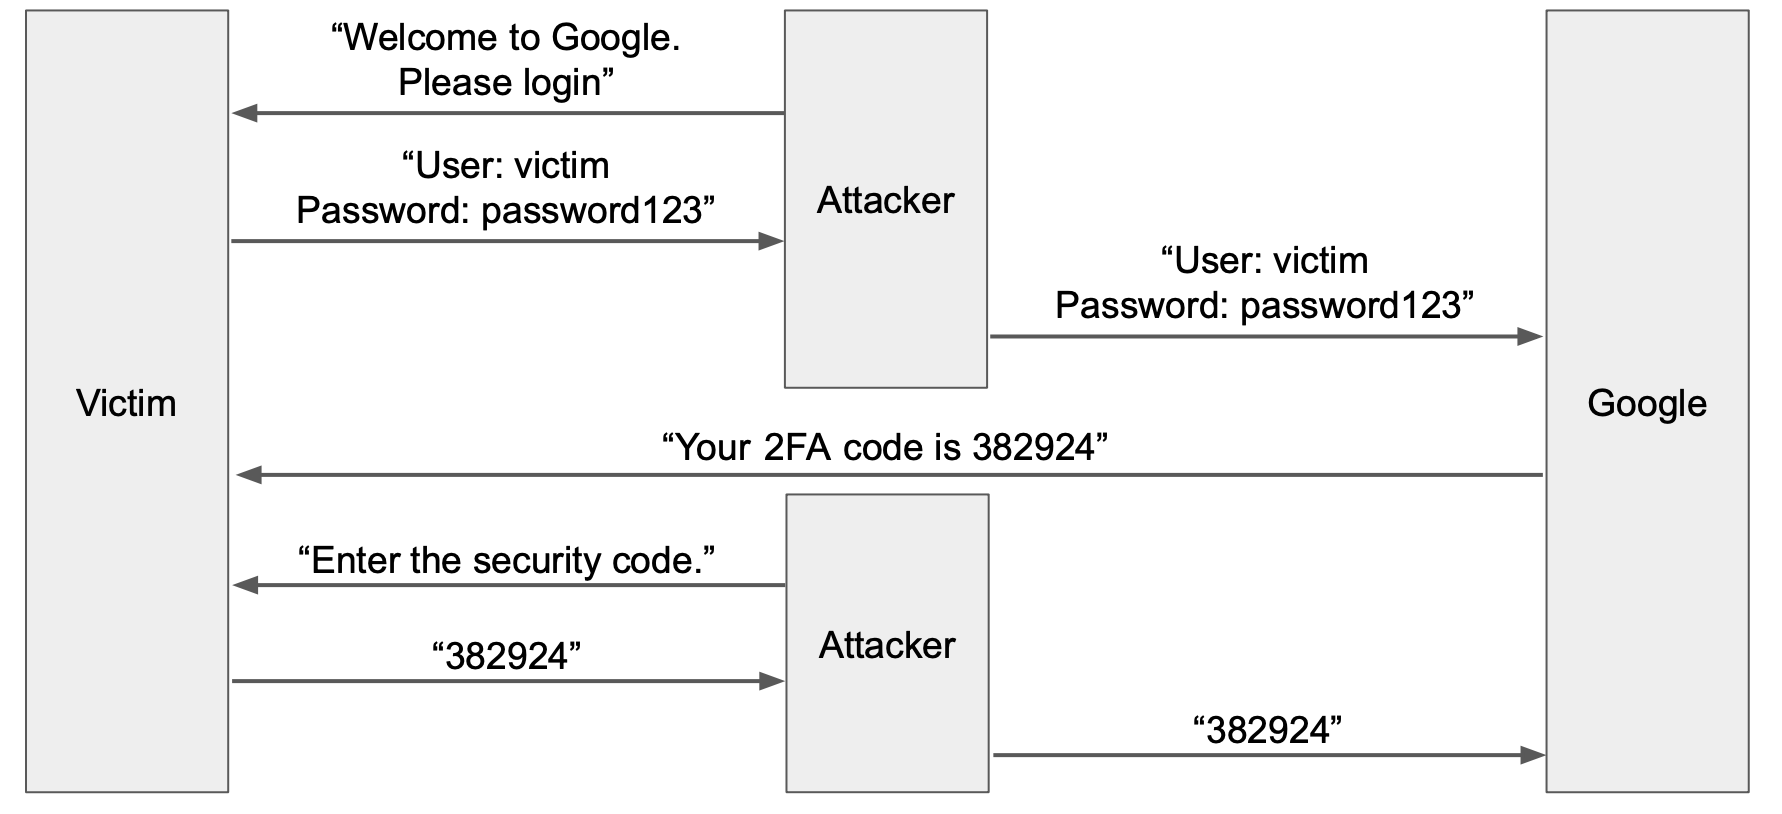 “Welcome to Google.
Please login”
“User: victim
Password: password123”
Attacker
“User: victim
Password: password123”
Victim
Google
“Your 2FA code is 382924”
“Enter the security code.”
Attacker
“382924”
“382924”